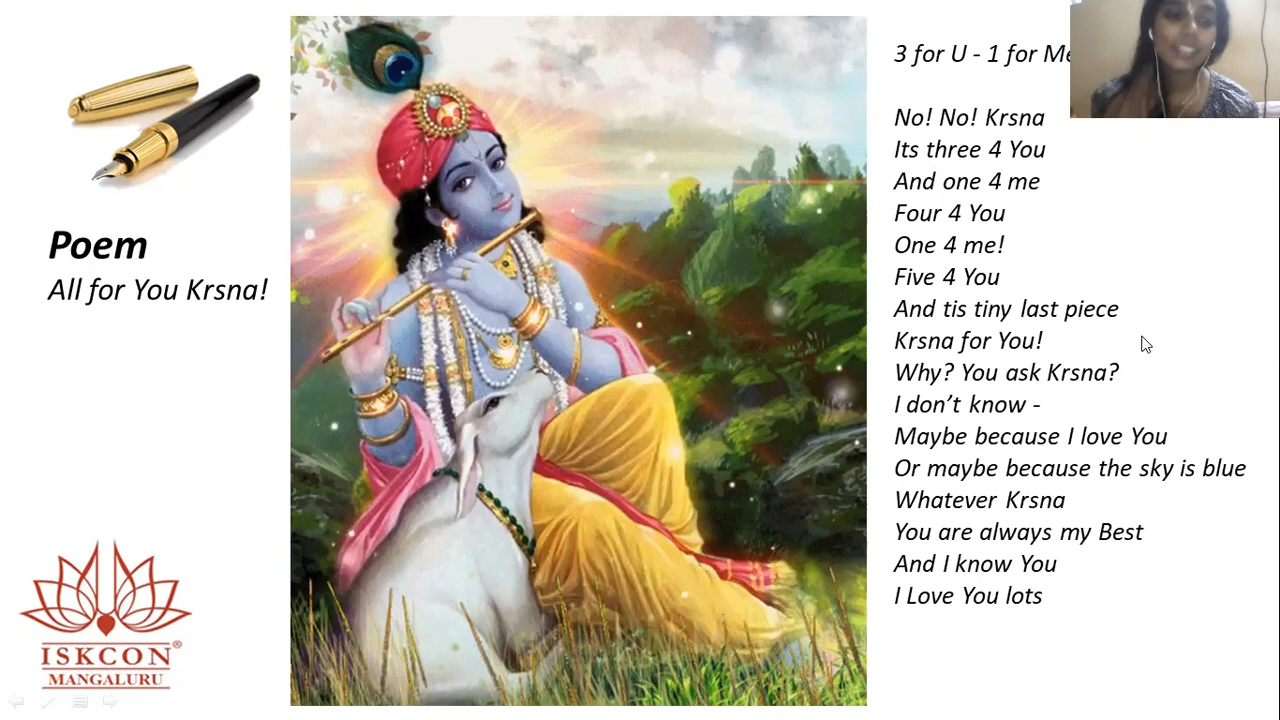 Poem
All for You Krsna!
ISKCON®
MANGALURU
3 for U - 1 for Me
No! No! Krsna
Its three 4 You
And one 4 me
Four 4 You
One 4 me!
Five 4 You
And tis tiny last piece
Krsna for You!
Why? You ask Krsna?
I don’t know -
Maybe because I love You
Or maybe because the sky is blue
Whatever Krsna
You are always my Best
And I know You
I Love You lots